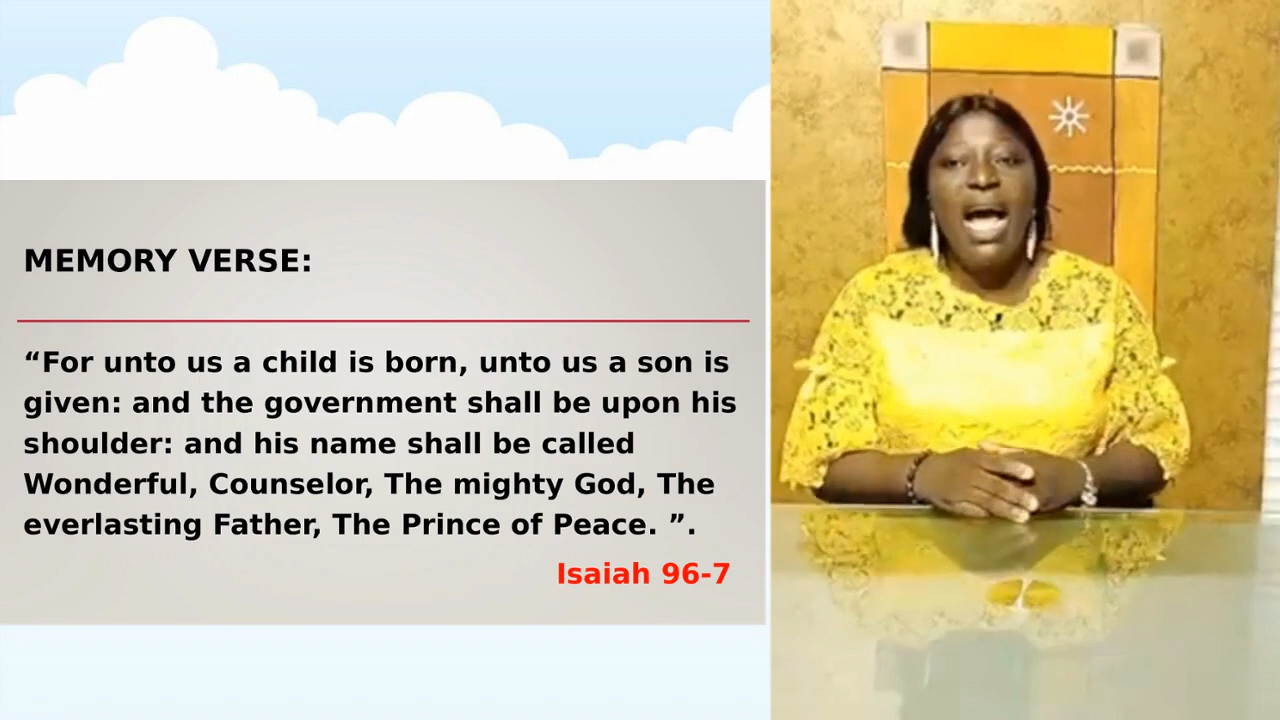 MEMORY VERSE:
“For unto us a child is born, unto us a son is
given: and the government shall be upon his
shoulder: and his name shall be called
Wonderful, Counselor, The mighty God, The
everlasting Father, The Prince of Peace. ”.
Isaiah 96-7